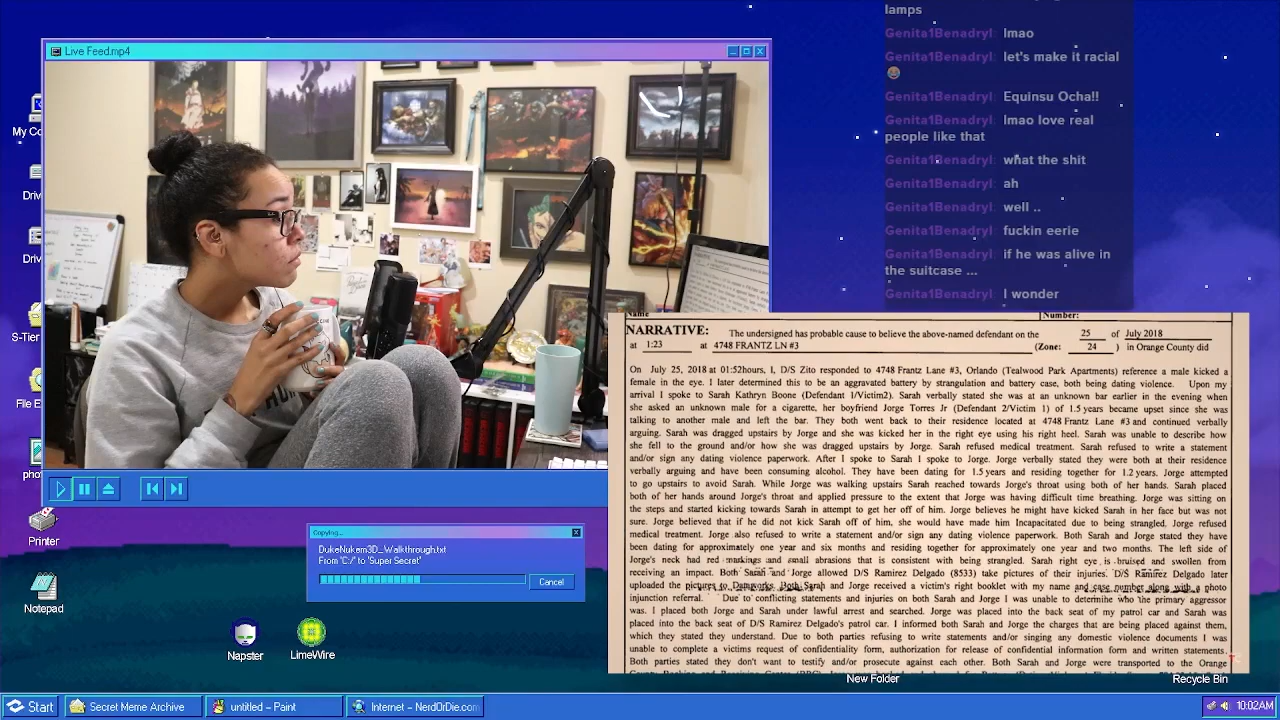 lamps
Genita1Benadryl: lmao
Genita1Benadryl: let's make it racial
Genita1Benadryl: Equinsu Ocha!!
Genita1Benadryl: lmao love real
people like that
Genita1Benadryl: what the shit
Genita1Benadryl: ah
Genita1Benadryl: well ..
Genita1Benadryl: fuckin eerie
Genita1Benadryl: if he was alive in
the suitcase ...
Genita1Benadryl: I wonder
Live Feed.mp4
My Co
Driv
Driv
S-Tier
File E
phot
Printer
Notepad
Napster
LimeWire
Copying...
DukeNukem3D_Walkthrough.txt
From 'C:/' to 'Super Secret'
Cancel
Name
Number:
NARRATIVE: The undersigned has probable cause to believe the above-named defendant on the 25 of July 2018
at 1:23 at 4748 FRANTZ LN #3 (Zone: 24 ) in Orange County did
On July 25, 2018 at 01:52hours, I, D/S Zito responded to 4748 Frantz Lane #3, Orlando (Tealwood Park Apartments) reference a male kicked a
female in the eye. I later determined this to be an aggravated battery by strangulation and battery case, both being dating violence. Upon my
arrival I spoke to Sarah Kathryn Boone (Defendant 1/Victim2). Sarah verbally stated she was at an unknown bar earlier in the evening when
she asked an unknown male for a cigarette, her boyfriend Jorge Torres Jr (Defendant 2/Victim 1) of 1.5 years became upset since she was
talking to another male and left the bar. They both went back to their residence located at 4748 Frantz Lane #3 and continued verbally
arguing. Sarah was dragged upstairs by Jorge and she was kicked her in the right eye using his right heel. Sarah was unable to describe how
she fell to the ground and/or how she was dragged upstairs by Jorge. Sarah refused medical treatment. Sarah refused to write a statement
and/or sign any dating violence paperwork. After I spoke to Sarah I spoke to Jorge. Jorge verbally stated they were both at their residence
verbally arguing and have been consuming alcohol. They have been dating for 1.5 years and residing together for 1.2 years. Jorge attempted
to go upstairs to avoid Sarah. While Jorge was walking upstairs Sarah reached towards Jorge's throat using both of her hands. Sarah placed
both of her hands around Jorge's throat and applied pressure to the extent that Jorge was having difficult time breathing. Jorge was sitting on
the steps and started kicking towards Sarah in attempt to get her off of him. Jorge believes he might have kicked Sarah in her face but was not
sure. Jorge believed that if he did not kick Sarah off of him, she would have made him Incapacitated due to being strangled. Jorge refused
medical treatment. Jorge also refused to write a statement and/or sign any dating violence paperwork. Both Sarah and Jorge stated they have
been dating for approximately one year and six months and residing together for approximately one year and two months. The left side of
Jorge's neck had red markings and small abrasions that is consistent with being strangled. Sarah right eye is bruised and swollen from
receiving an impact. Both Sarah and Jorge allowed D/S Ramirez Delgado (8533) take pictures of their injuries. D/S Ramirez Delgado later
uploaded the pictures to Dimsworks. Both Sarah and Jorge received a victim's right booklet with my name and case number along with a photo
injunction referral. Due to conflicting statements and injuries on both Sarah and Jorge I was unable to determine who the primary aggressor
was. I placed both Jorge and Sarah under lawful arrest and searched. Jorge was placed into the back seat of my patrol car and Sarah was
placed into the back seat of D/S Ramirez Delgado's patrol car. I informed both Sarah and Jorge the charges that are being placed against them,
which they stated they understand. Due to both parties refusing to write statements and/or singing any domestic violence documents I was
unable to complete a victims request of confidentiality form, authorization for release of confidential information form and written statements.
Both parties stated they don't want to testify and/or prosecute against each other. Both Sarah and Jorge were transported to the Orange
New Folder
Recycle Bin
Start
Secret Meme Archive
untitled - Paint
Internet - NerdOrDie.com
10:02AM